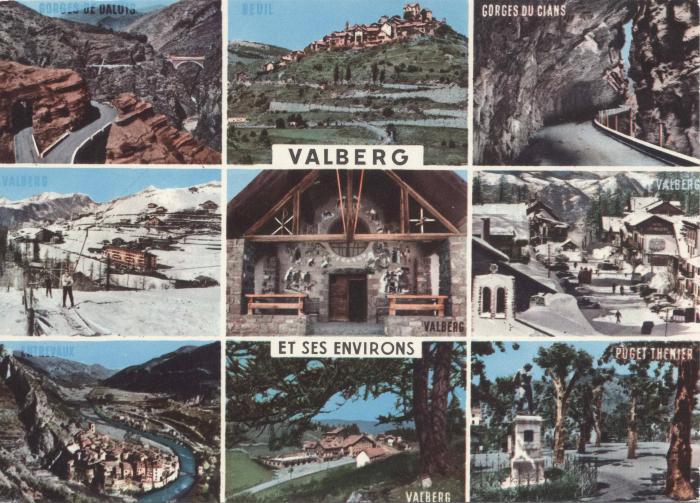 GORGES DE DALUIS
BEUIL
GORGES DU CIANS
VALBERG
VALBERG
VALBERG
VALBERG
ET SES ENVIRONS
ENTREVAUX
VALBERG
PUGET-THENIER